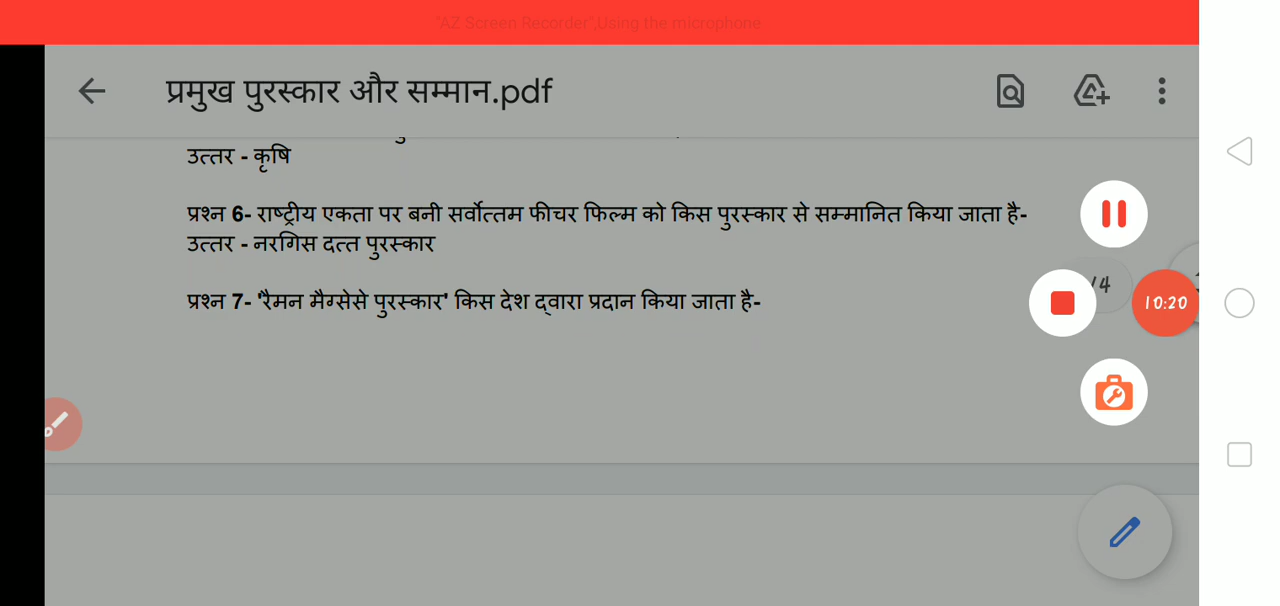 "AZ Screen Recorder",Using the microphone
प्रमुख पुरस्कार और सम्मान.pdf
उत्तर - कृषि
प्रश्न 6- राष्ट्रीय एकता पर बनी सर्वोत्तम फीचर फिल्म को किस पुरस्कार से सम्मानित किया जाता है-
उत्तर - नरगिस दत्त पुरस्कार
प्रश्न 7- 'रैमन मैग्सेसे पुरस्कार' किस देश द्वारा प्रदान किया जाता है-
/4
10:20